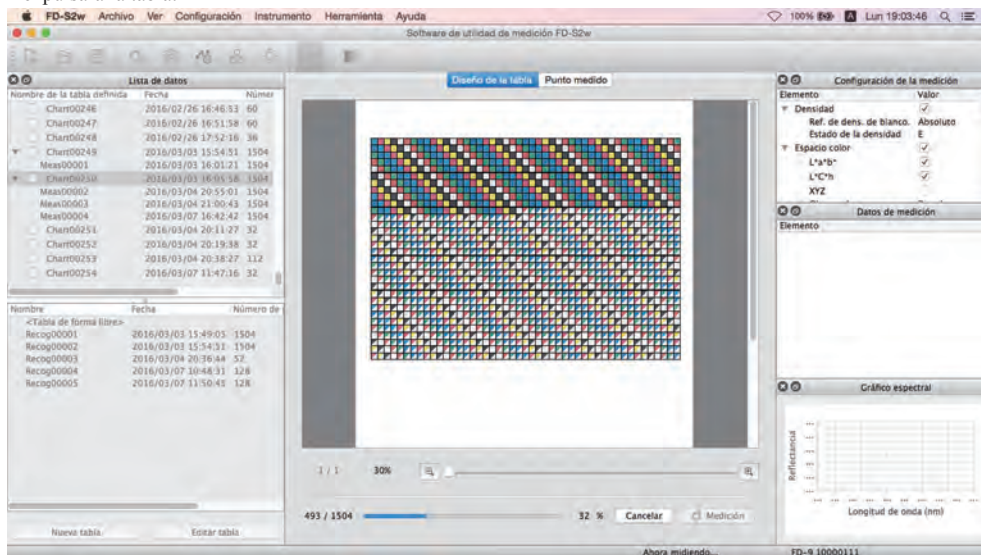 FD-S2w Archivo Ver Configuración Instrumento Herramienta Ayuda 100% Lun 19:03:46
Software de utilidad de medición FD-S2w
Lista de datos
Nombre de la tabla definida Fecha Númer
Chart00246 2016/02/26 16:46:53 60
Chart00247 2016/02/26 16:51:58 60
Chart00248 2016/02/26 17:52:16 36
Chart00249 2016/03/03 15:54:51 1504
Meas00001 2016/03/03 16:01:21 1504
Chart00250 2016/03/03 16:05:58 1504
Meas00002 2016/03/04 20:55:01 1504
Meas00003 2016/03/04 21:00:43 1504
Meas00004 2016/03/07 16:42:42 1504
Chart00251 2016/03/04 20:11:27 32
Chart00252 2016/03/04 20:19:38 32
Chart00253 2016/03/04 20:38:27 112
Chart00254 2016/03/07 11:47:16 32
Nombre Fecha Número de
<Tabla de forma libre>
Recog00001 2016/03/03 15:49:05 1504
Recog00002 2016/03/03 15:54:51 1504
Recog00003 2016/03/04 20:36:44 52
Recog00004 2016/03/07 10:48:31 128
Recog00005 2016/03/07 11:50:43 128
Nueva tabla Editar tabla
Diseño de la tabla Punto medido
1 / 1 30%
493 / 1504 32 % Cancelar Medición
Configuración de la medición
Elemento Valor
Densidad
Ref. de dens. de blanco. Absoluto
Estado de la densidad E
Espacio color
L*a*b*
L*C*h
XYZ
Datos de medición
Elemento
Gráfico espectral
Reflectancia
Longitud de onda (nm)
Ahora midiendo... FD-9 10000111